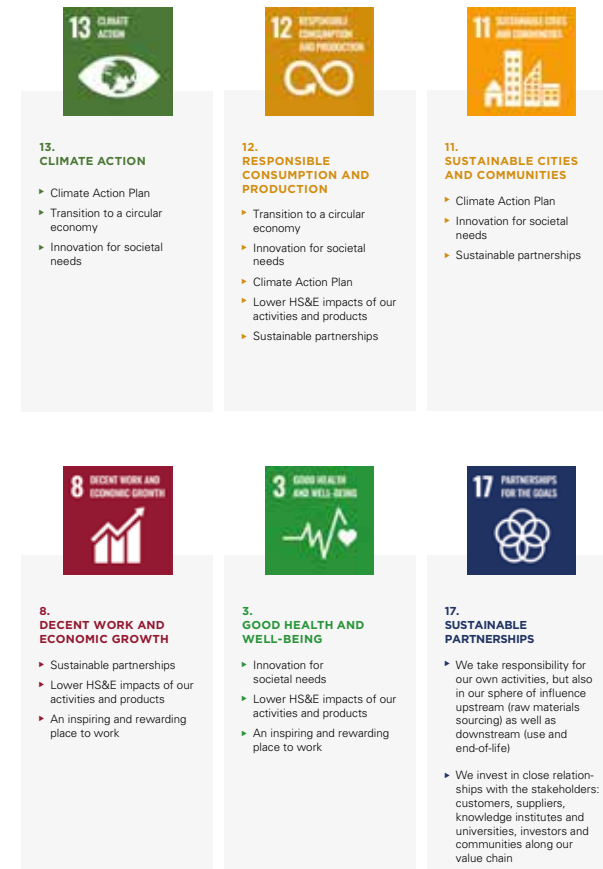 13 CLIMATE
ACTION
13.
CLIMATE ACTION
Climate Action Plan
Transition to a circular
economy
Innovation for societal
needs
12 RESPONSIBLE
CONSUMPTION
AND PRODUCTION
12.
RESPONSIBLE
CONSUMPTION AND
PRODUCTION
Transition to a circular
economy
Innovation for societal
needs
Climate Action Plan
Lower HS&E impacts of our
activities and products
Sustainable partnerships
11 SUSTAINABLE CITIES
AND COMMUNITIES
11.
SUSTAINABLE CITIES
AND COMMUNITIES
Climate Action Plan
Innovation for societal
needs
Sustainable partnerships
8 DECENT WORK AND
ECONOMIC GROWTH
8.
DECENT WORK AND
ECONOMIC GROWTH
Sustainable partnerships
Lower HS&E impacts of our
activities and products
An inspiring and rewarding
place to work
3 GOOD HEALTH
AND WELL-BEING
3.
GOOD HEALTH AND
WELL-BEING
Innovation for
societal needs
Lower HS&E impacts of our
activities and products
An inspiring and rewarding
place to work
17 PARTNERSHIPS
FOR THE GOALS
17.
SUSTAINABLE
PARTNERSHIPS
We take responsibility for
our own activities, but also
in our sphere of influence
upstream (raw materials
sourcing) as well as
downstream (use and
end-of-life)
We invest in close relation-
ships with the stakeholders:
customers, suppliers,
knowledge institutes and
universities, investors and
communities along our
value chain